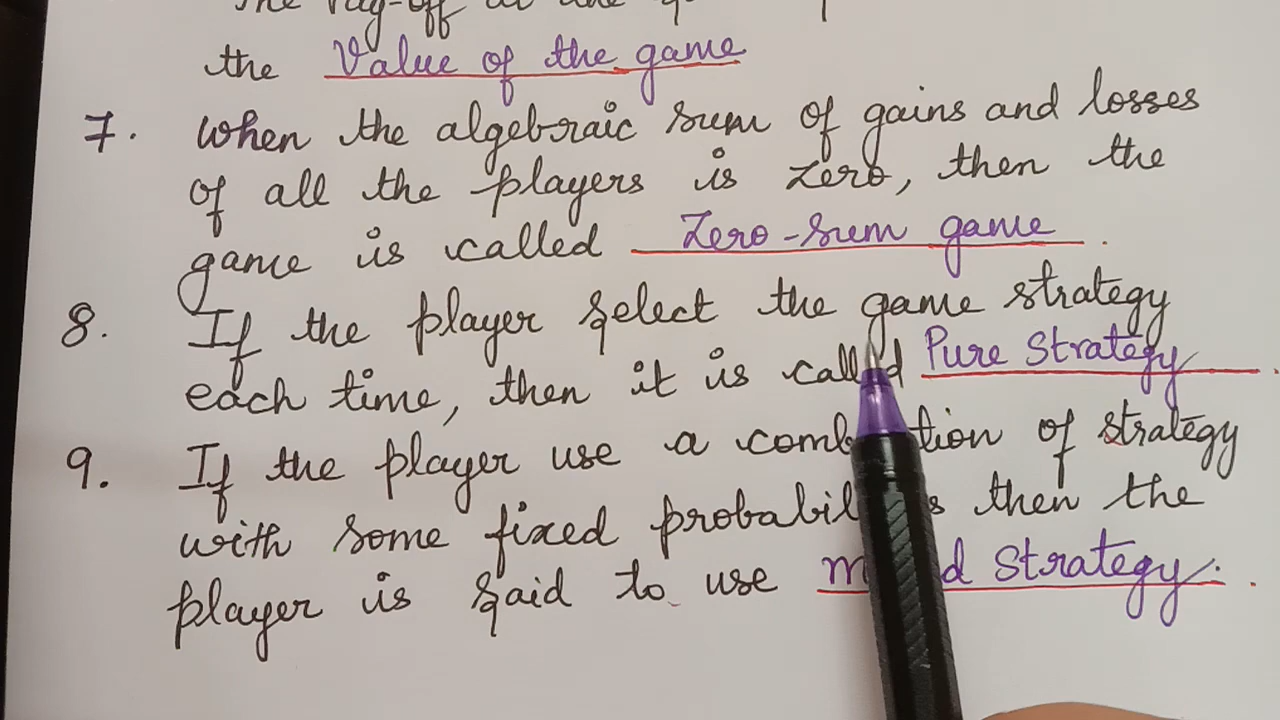 the Value of the game
7. When the algebraic sum of gains and losses
of all the players is zero, then the
game is called Zero-sum game.
8. If the player select the game strategy
each time, then it is called Pure Strategy.
9. If the player use a combination of strategy
with some fixed probabilities then the
player is said to use mixed Strategy.